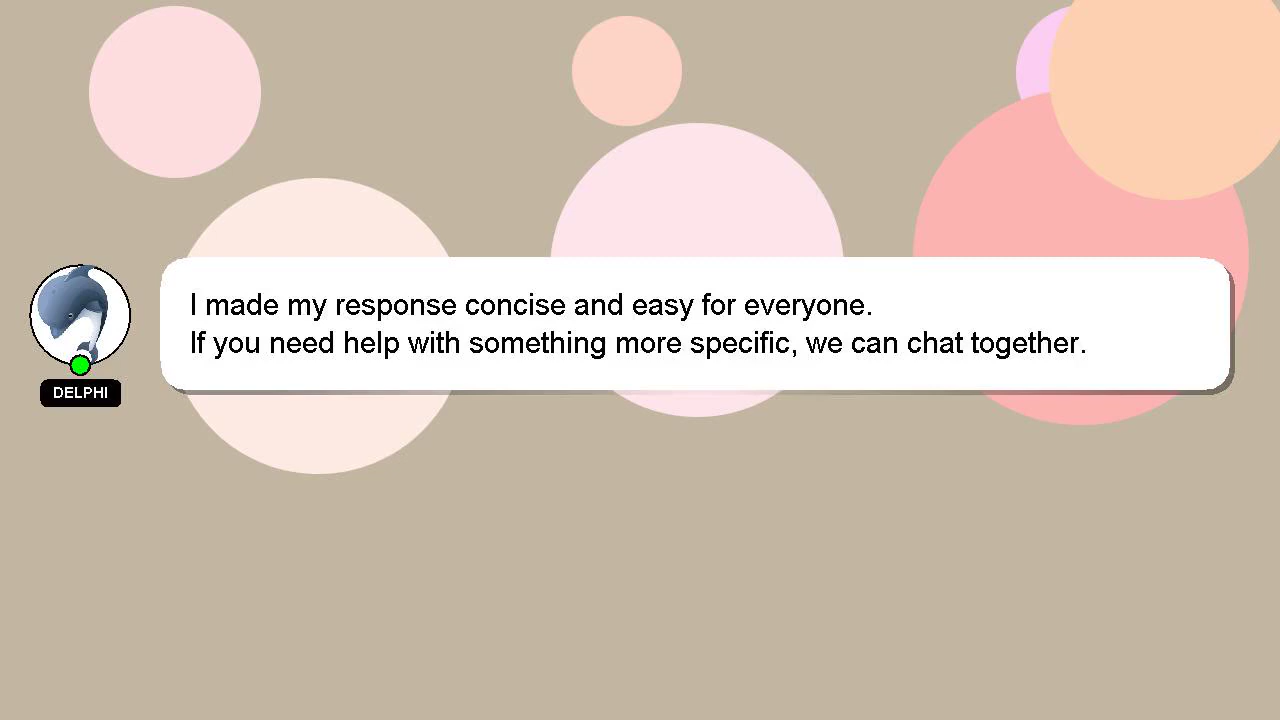 I made my response concise and easy for everyone.
If you need help with something more specific, we can chat together.
DELPHI